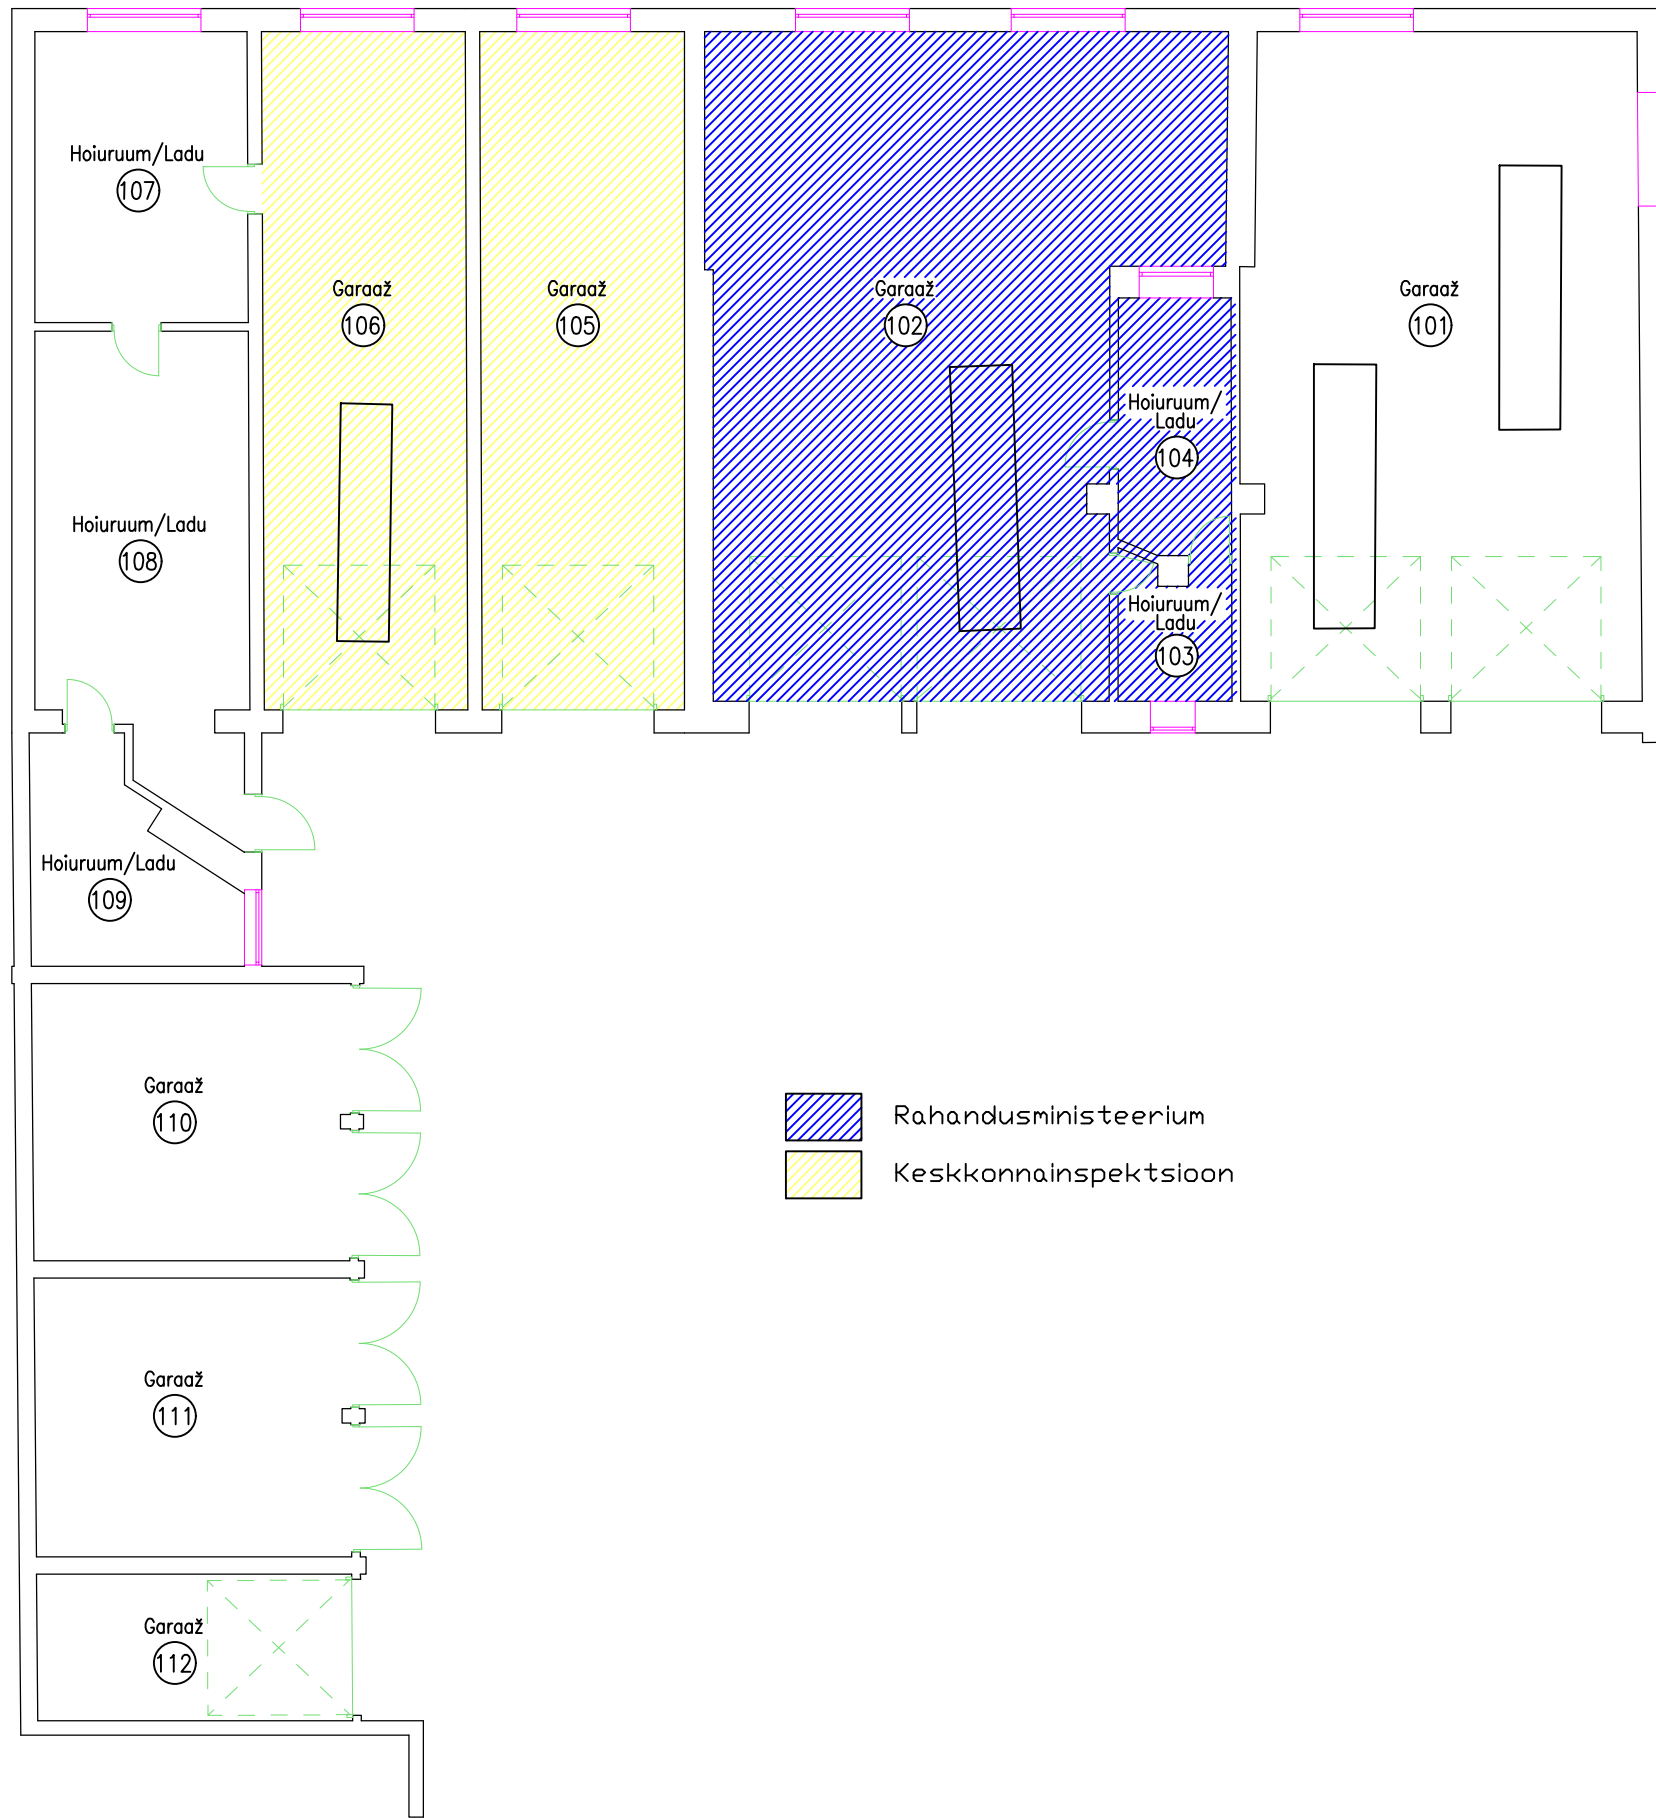 Hoiuruum/Ladu
107
Garaaž
106
Garaaž
105
Garaaž
102
Garaaž
101
Hoiuruum/
Ladu
104
Hoiuruum/Ladu
108
Hoiuruum/
Ladu
103
Hoiuruum/Ladu
109
Garaaž
110
Rahandusministeerium
Keskkonnainspektsioon
Garaaž
111
Garaaž
112